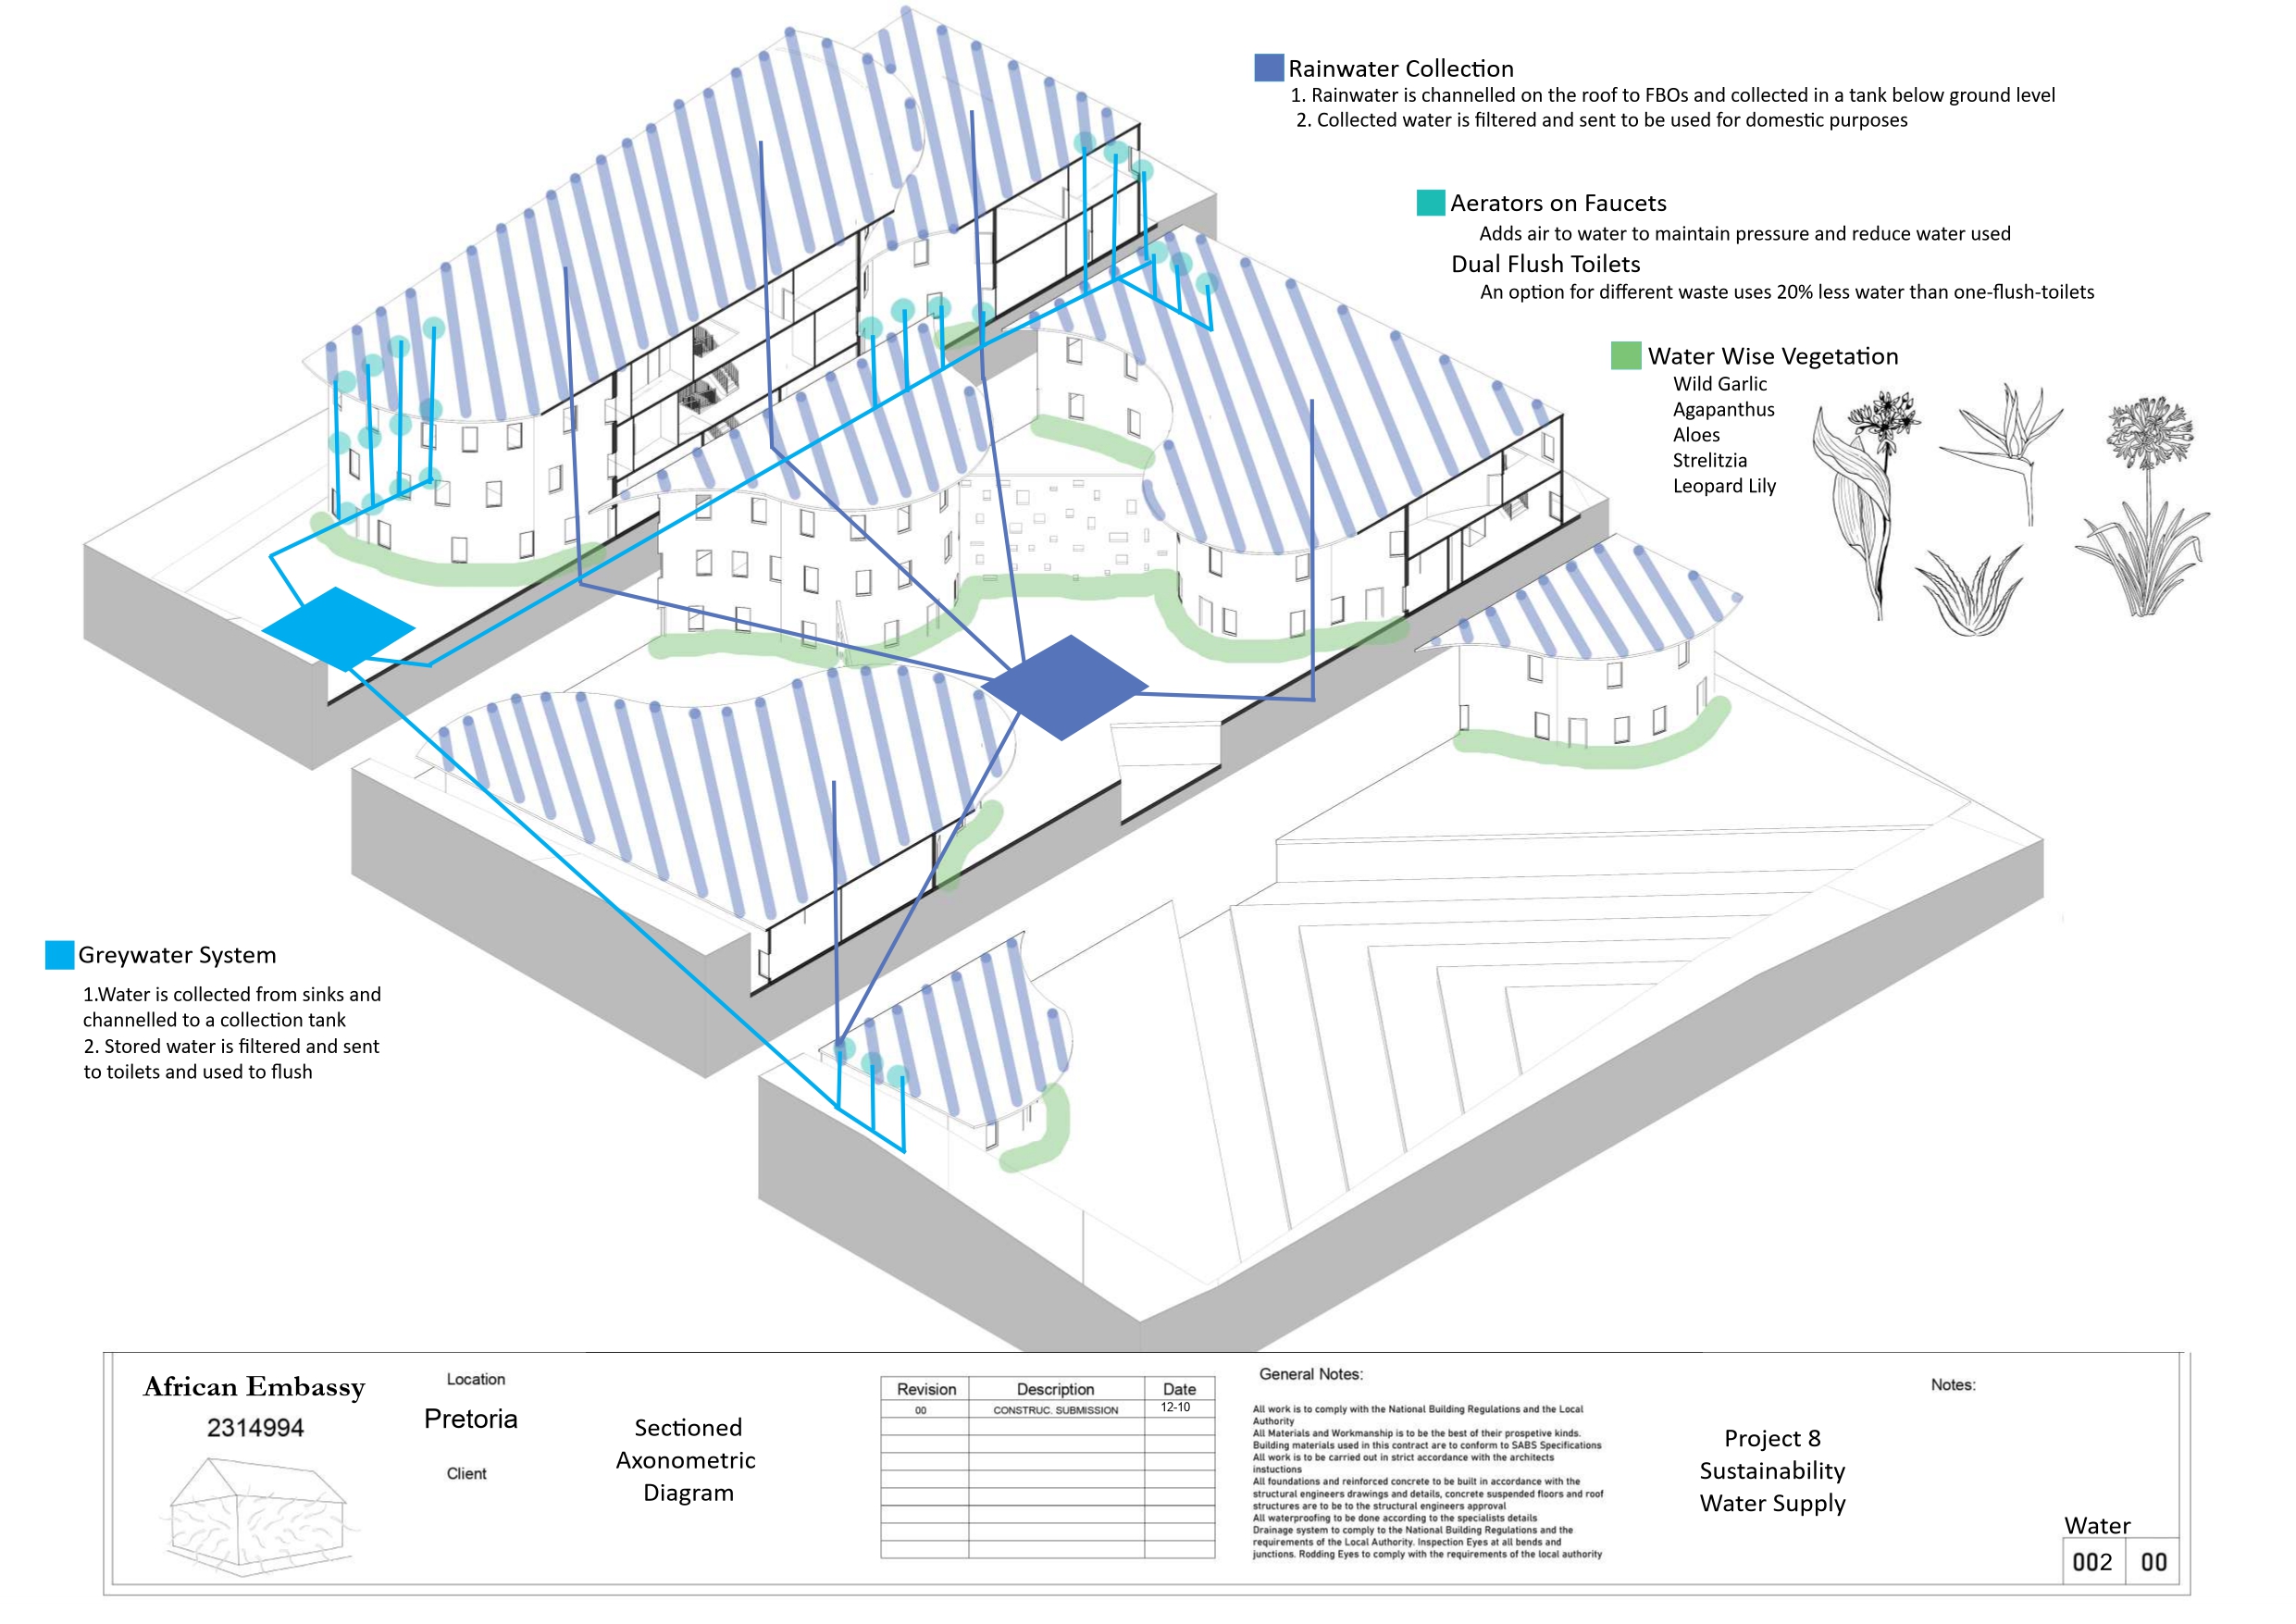 Rainwater Collection
1. Rainwater is channelled on the roof to FBOs and collected in a tank below ground level
2. Collected water is filtered and sent to be used for domestic purposes
Aerators on Faucets
Adds air to water to maintain pressure and reduce water used
Dual Flush Toilets
An option for different waste uses 20% less water than one-flush-toilets
Water Wise Vegetation
Wild Garlic
Agapanthus
Aloes
Strelitzia
Leopard Lily
Greywater System
1.Water is collected from sinks and
channelled to a collection tank
2. Stored water is filtered and sent
to toilets and used to flush
African Embassy
2314994
Location
Pretoria
Client
Sectioned
Axonometric
Diagram
Revision Description Date
00 CONSTRUC. SUBMISSION 12-10
General Notes:
All work is to comply with the National Building Regulations and the Local
Authority
All Materials and Workmanship is to be the best of their prospetive kinds.
Building materials used in this contract are to conform to SABS Specifications
All work is to be carried out in strict accordance with the architects
instuctions
All foundations and reinforced concrete to be built in accordance with the
structural engineers drawings and details, concrete suspended floors and roof
structures are to be to the structural engineers approval
All waterproofing to be done according to the specialists details
Drainage system to comply to the National Building Regulations and the
requirements of the Local Authority. Inspection Eyes at all bends and
junctions. Rodding Eyes to comply with the requirements of the local authority
Project 8
Sustainability
Water Supply
Notes:
Water
002 00